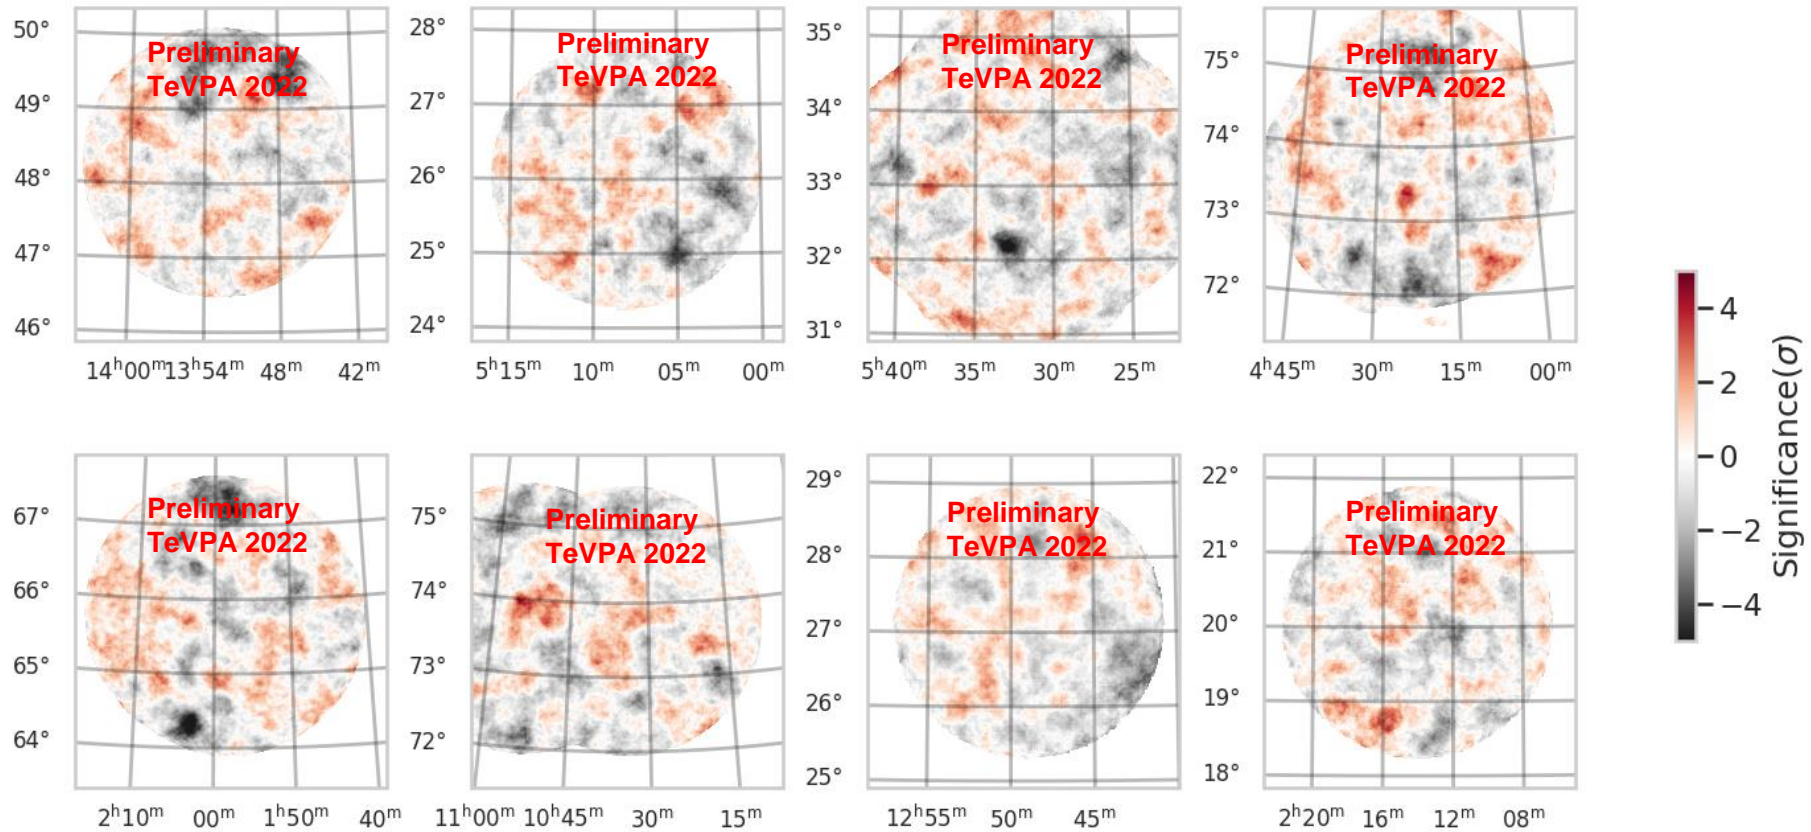 50° 49° 48° 47° 46°
Preliminary
TeVPA 2022
14ʰ00ᵐ 13ʰ54ᵐ 48ᵐ 42ᵐ
28° 27° 26° 25° 24°
Preliminary
TeVPA 2022
5ʰ15ᵐ 10ᵐ 05ᵐ 00ᵐ
35° 34° 33° 32° 31°
Preliminary
TeVPA 2022
5ʰ40ᵐ 35ᵐ 30ᵐ 25ᵐ
75° 74° 73° 72°
Preliminary
TeVPA 2022
4ʰ45ᵐ 30ᵐ 15ᵐ 00ᵐ
67° 66° 65° 64°
Preliminary
TeVPA 2022
2ʰ10ᵐ 00ᵐ 1ʰ50ᵐ 40ᵐ
75° 74° 73° 72°
Preliminary
TeVPA 2022
11ʰ00ᵐ 10ʰ45ᵐ 30ᵐ 15ᵐ
29° 28° 27° 26° 25°
Preliminary
TeVPA 2022
12ʰ55ᵐ 50ᵐ 45ᵐ
22° 21° 20° 19° 18°
Preliminary
TeVPA 2022
2ʰ20ᵐ 16ᵐ 12ᵐ 08ᵐ
4
2
0
−2
−4
Significance(σ)